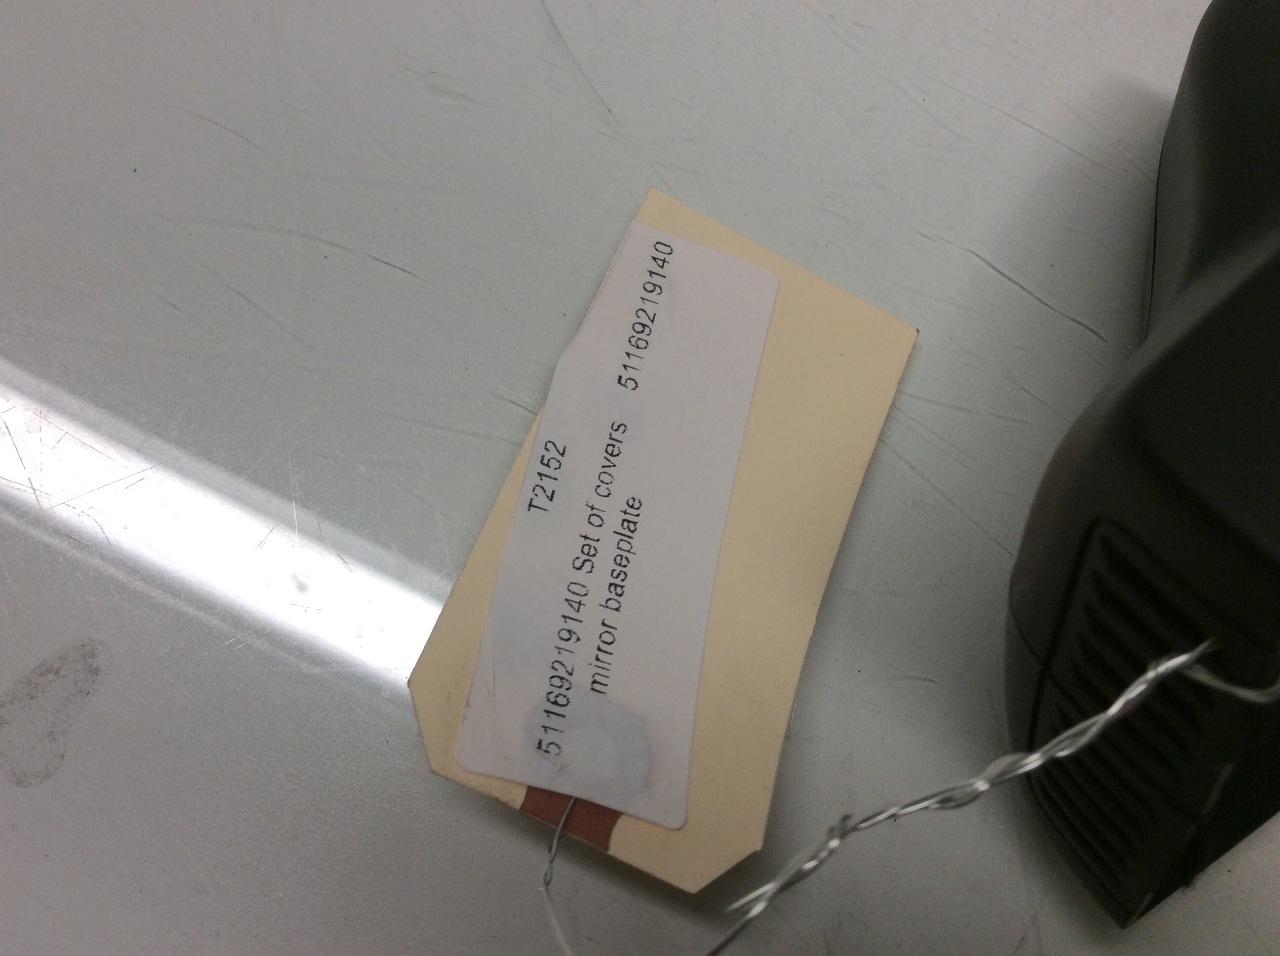 T2152
51169219140 Set of covers 51169219140
mirror baseplate